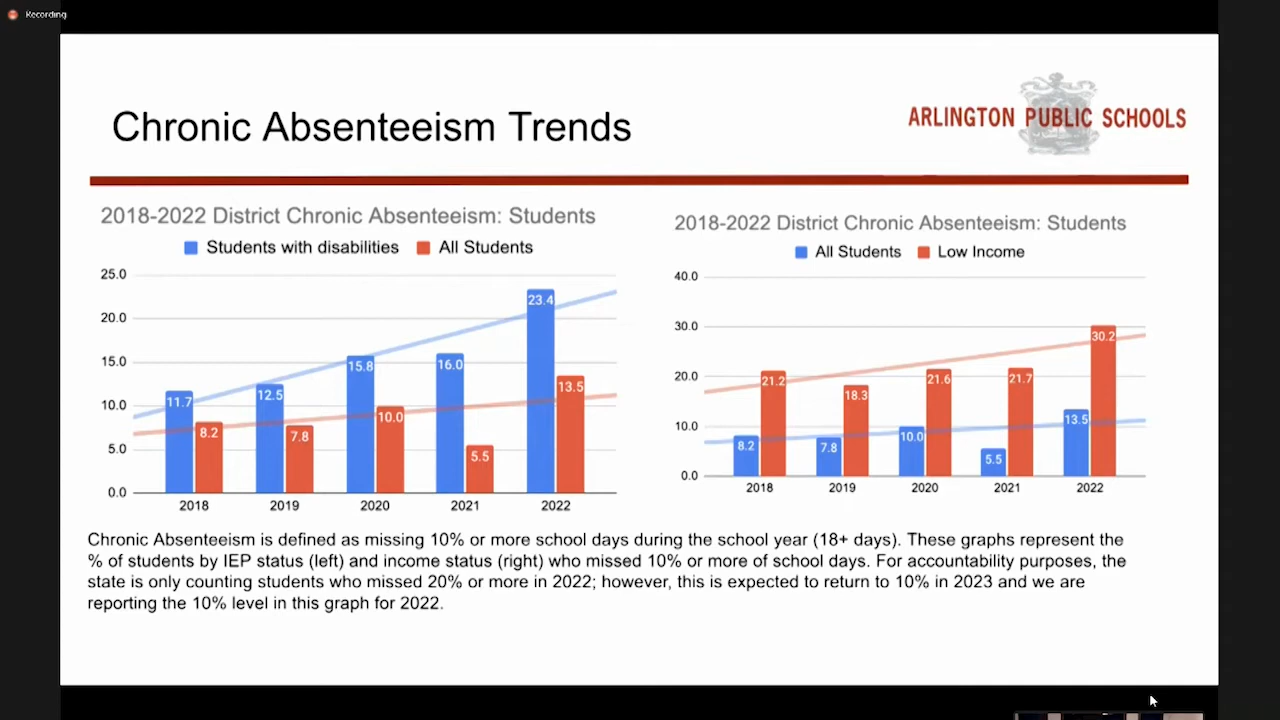 Recording
Chronic Absenteeism Trends
ARLINGTON PUBLIC SCHOOLS
2018-2022 District Chronic Absenteeism: Students
Students with disabilities All Students
25.0
20.0
15.0
10.0
5.0
0.0
11.7 8.2 12.5 7.8 15.8 10.0 16.0 5.5 23.4 13.5
2018 2019 2020 2021 2022
2018-2022 District Chronic Absenteeism: Students
All Students Low Income
40.0
30.0
20.0
10.0
0.0
8.2 21.2 7.8 18.3 10.0 21.6 5.5 21.7 13.5 30.2
2018 2019 2020 2021 2022
Chronic Absenteeism is defined as missing 10% or more school days during the school year (18+ days). These graphs represent the
% of students by IEP status (left) and income status (right) who missed 10% or more of school days. For accountability purposes, the
state is only counting students who missed 20% or more in 2022; however, this is expected to return to 10% in 2023 and we are
reporting the 10% level in this graph for 2022.